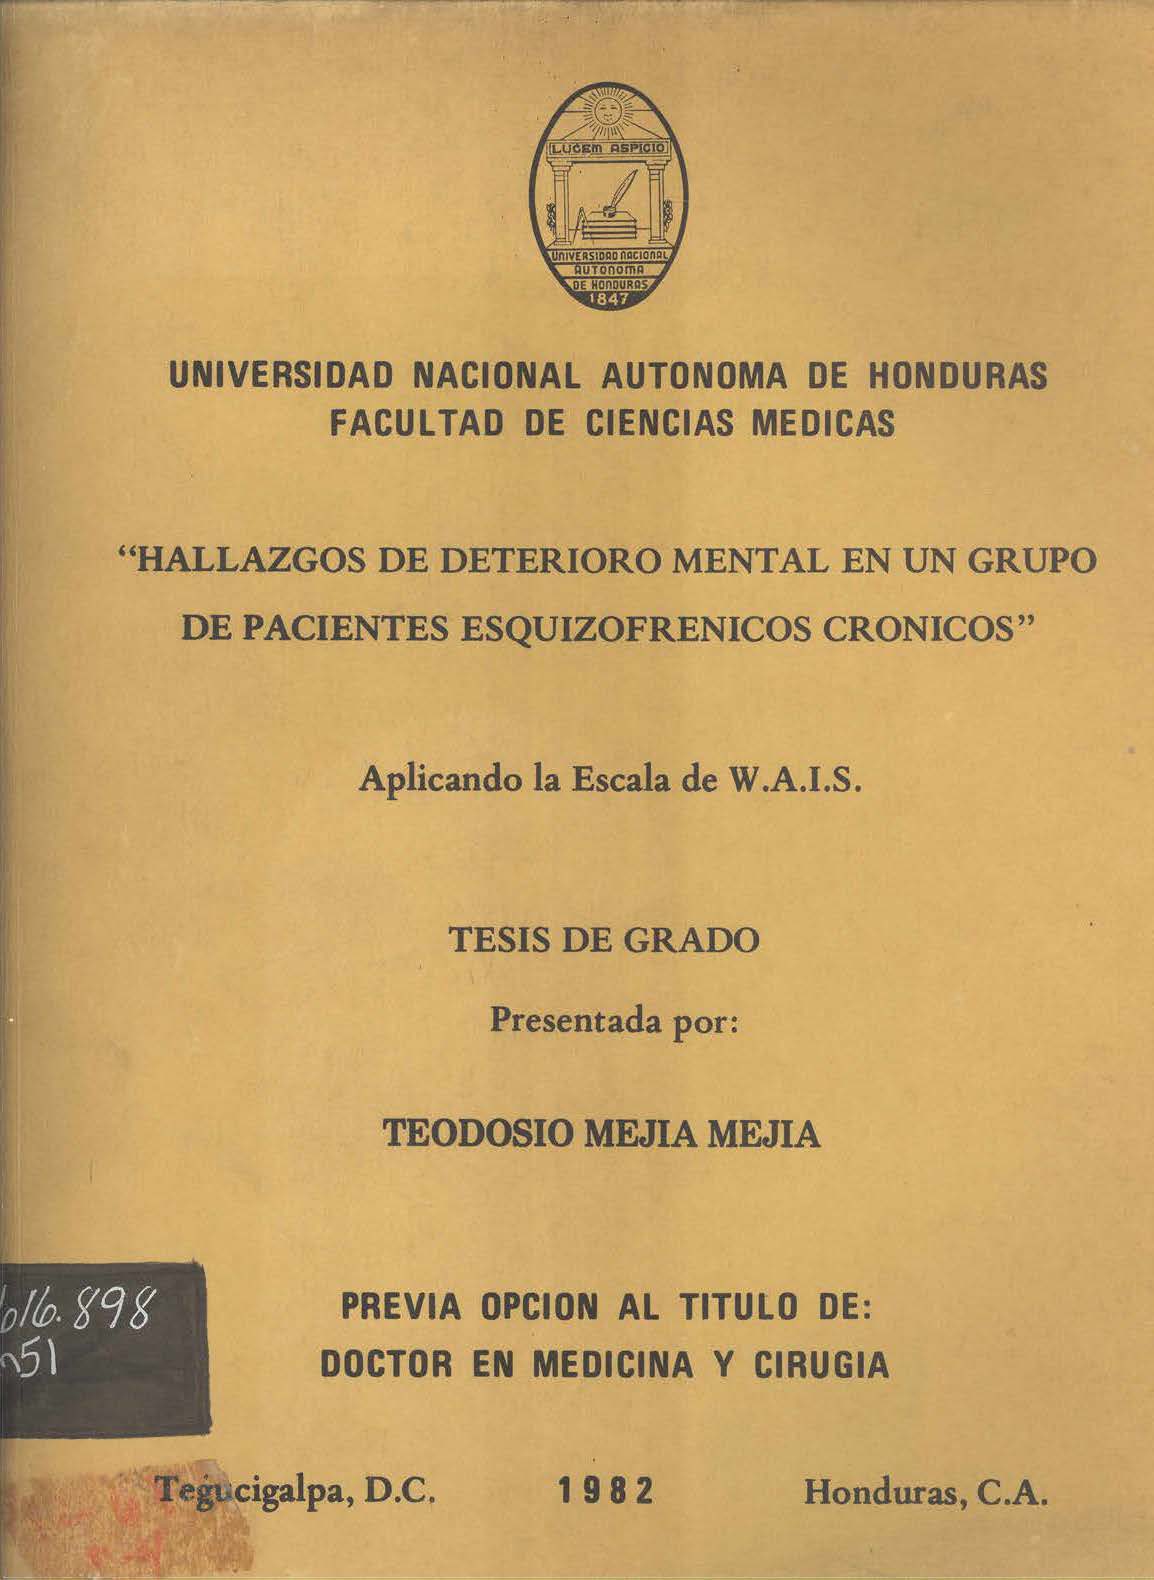 LUCEM ASPICIO
UNIVERSIDAD NACIONAL
AUTONOMA
DE HONDURAS
1847
UNIVERSIDAD NACIONAL AUTONOMA DE HONDURAS
FACULTAD DE CIENCIAS MEDICAS
“HALLAZGOS DE DETERIORO MENTAL EN UN GRUPO
DE PACIENTES ESQUIZOFRENICOS CRONICOS”
Aplicando la Escala de W.A.I.S.
TESIS DE GRADO
Presentada por:
TEODOSIO MEJIA MEJIA
616.898
51
PREVIA OPCION AL TITULO DE:
DOCTOR EN MEDICINA Y CIRUGIA
Tegucigalpa, D.C. 1982 Honduras, C.A.